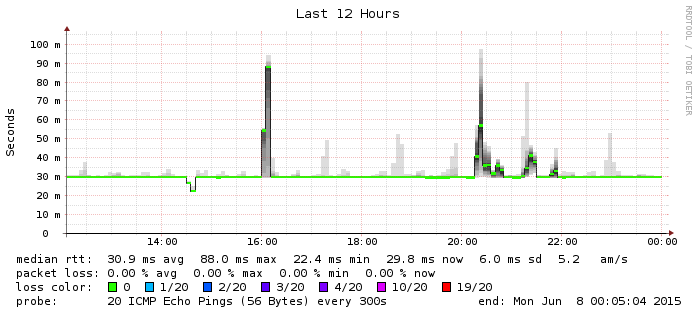 Last 12 Hours
RRDTOOL / TOBI OETIKER
Seconds
100 m
90 m
80 m
70 m
60 m
50 m
40 m
30 m
20 m
10 m
0
14:00 16:00 18:00 20:00 22:00 00:00
median rtt: 30.9 ms avg 88.0 ms max 22.4 ms min 29.8 ms now 6.0 ms sd 5.2 am/s
packet loss: 0.00 % avg 0.00 % max 0.00 % min 0.00 % now
loss color: 0 1/20 2/20 3/20 4/20 10/20 19/20
probe: 20 ICMP Echo Pings (56 Bytes) every 300s end: Mon Jun 8 00:05:04 2015